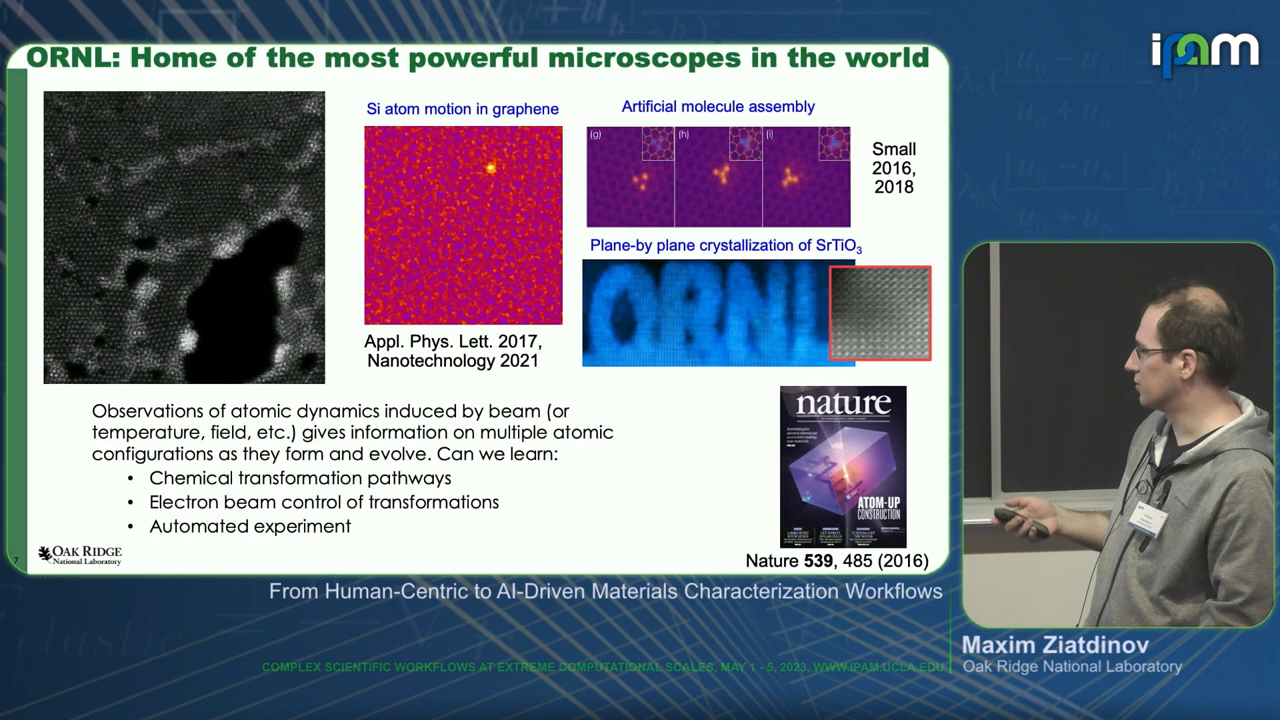 ORNL: Home of the most powerful microscopes in the world
ipam
Si atom motion in graphene
Artificial molecule assembly
(g)
(h)
(i)
Small
2016,
2018
Plane-by plane crystallization of SrTiO3
ORNL
Appl. Phys. Lett. 2017,
Nanotechnology 2021
Observations of atomic dynamics induced by beam (or
temperature, field, etc.) gives information on multiple atomic
configurations as they form and evolve. Can we learn:
• Chemical transformation pathways
• Electron beam control of transformations
• Automated experiment
nature
ATOM-UP
CONSTRUCTION
Nature 539, 485 (2016)
7
OAK RIDGE
National Laboratory
From Human-Centric to AI-Driven Materials Characterization Workflows
Maxim Ziatdinov
Oak Ridge National Laboratory
COMPLEX SCIENTIFIC WORKFLOWS AT EXTREME COMPUTATIONAL SCALES, MAY 1 - 5, 2023, WWW.IPAM.UCLA.EDU